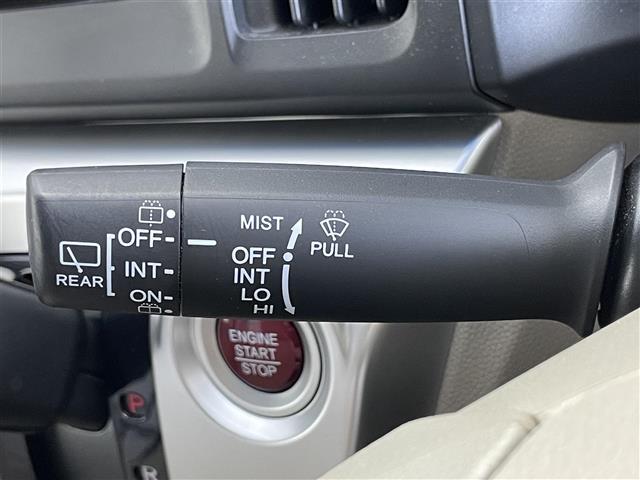 MIST
OFF
PULL
REAR
OFF
INT
INT
LO
ON
HI
ENGINE
START
STOP
P
R